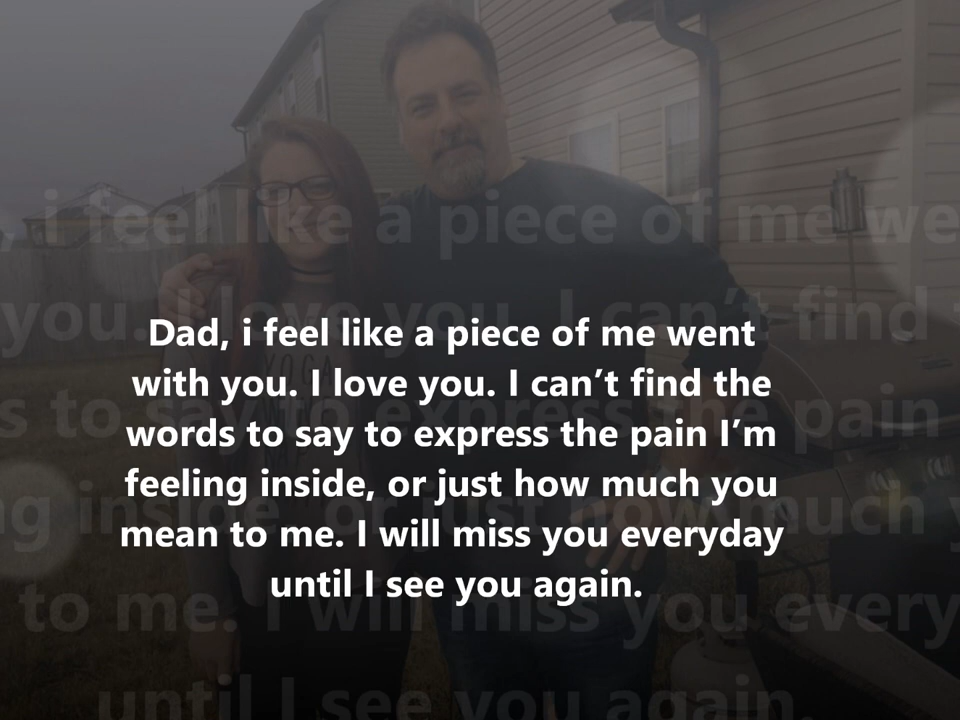 Dad, i feel like a piece of me went
with you. I love you. I can’t find the
words to say to express the pain I’m
feeling inside, or just how much you
mean to me. I will miss you everyday
until I see you again.